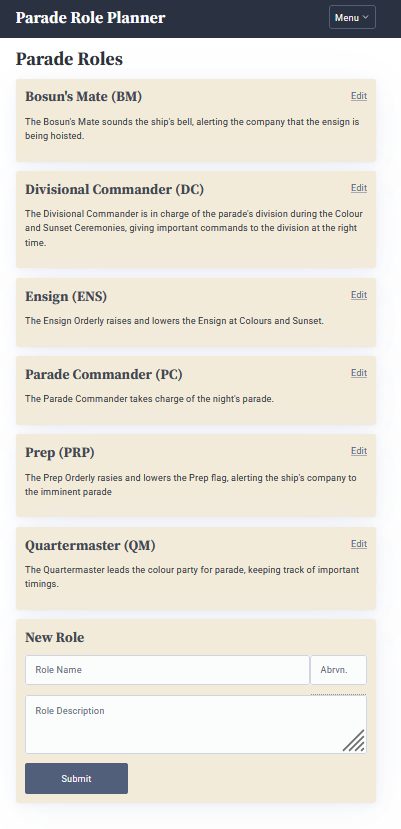 Parade Role Planner
Menu
Parade Roles
Bosun's Mate (BM)
Edit
The Bosun's Mate sounds the ship's bell, alerting the company that the ensign is
being hoisted.
Divisional Commander (DC)
Edit
The Divisional Commander is in charge of the parade's division during the Colour
and Sunset Ceremonies, giving important commands to the division at the right
time.
Ensign (ENS)
Edit
The Ensign Orderly raises and lowers the Ensign at Colours and Sunset.
Parade Commander (PC)
Edit
The Parade Commander takes charge of the night's parade.
Prep (PRP)
Edit
The Prep Orderly rasies and lowers the Prep flag, alerting the ship's company to
the imminent parade
Quartermaster (QM)
Edit
The Quartermaster leads the colour party for parade, keeping track of important
timings.
New Role
Role Name
Abrvn.
Role Description
Submit